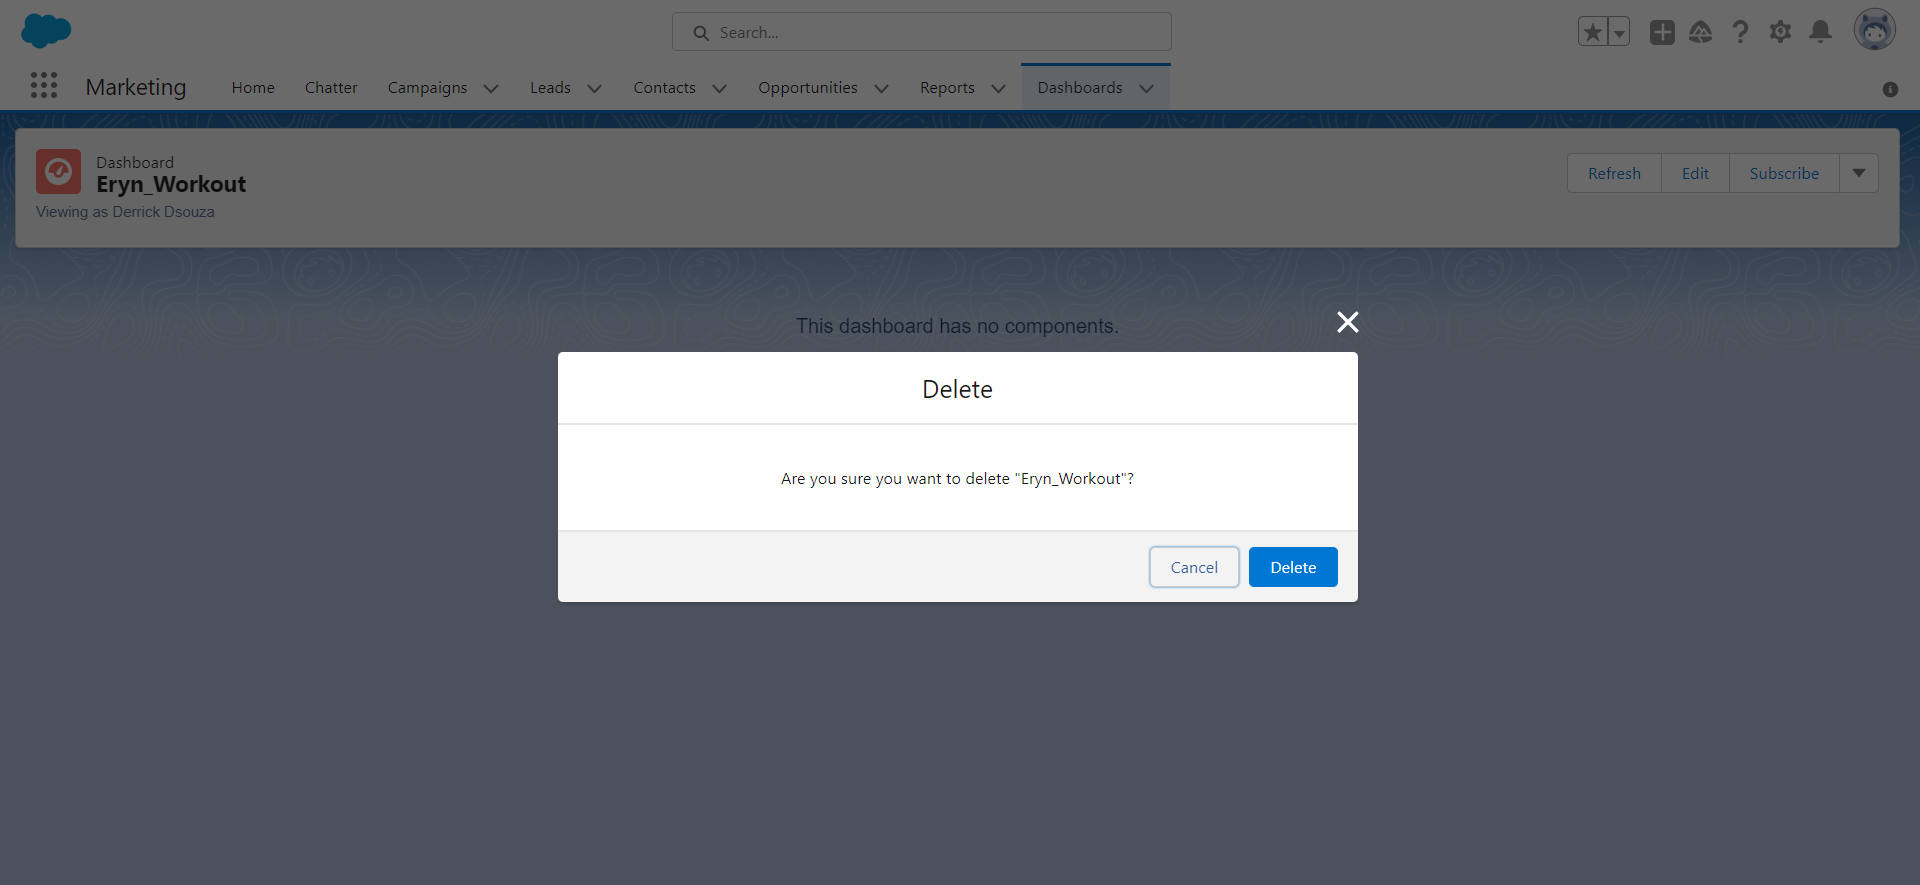 Search...
Marketing
Home
Chatter
Campaigns
Leads
Contacts
Opportunities
Reports
Dashboards
Dashboard
Eryn_Workout
Viewing as Derrick Dsouza
Refresh
Edit
Subscribe
This dashboard has no components.
Delete
Are you sure you want to delete "Eryn_Workout"?
Cancel
Delete